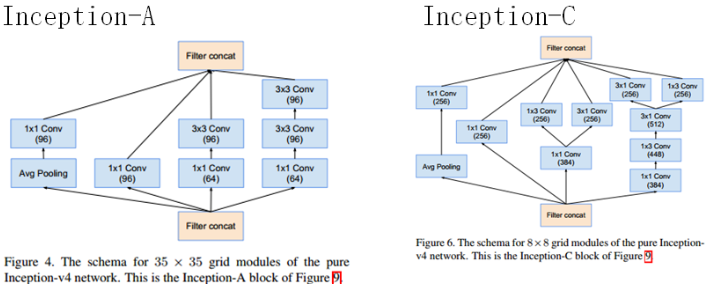 Inception-A
Filter concat
3x3 Conv
(96)
1x1 Conv
(96)
3x3 Conv
(96)
3x3 Conv
(96)
Avg Pooling
1x1 Conv
(96)
1x1 Conv
(64)
1x1 Conv
(64)
Filter concat
Figure 4. The schema for 35 × 35 grid modules of the pure
Inception-v4 network. This is the Inception-A block of Figure 9.
Inception-C
Filter concat
1x1 Conv
(256)
3x1 Conv
(256)
1x3 Conv
(256)
1x3 Conv
(256)
3x1 Conv
(256)
3x1 Conv
(512)
1x1 Conv
(256)
1x3 Conv
(448)
Avg Pooling
1x1 Conv
(384)
1x1 Conv
(384)
Filter concat
Figure 6. The schema for 8×8 grid modules of the pure Inception-
v4 network. This is the Inception-C block of Figure 9.